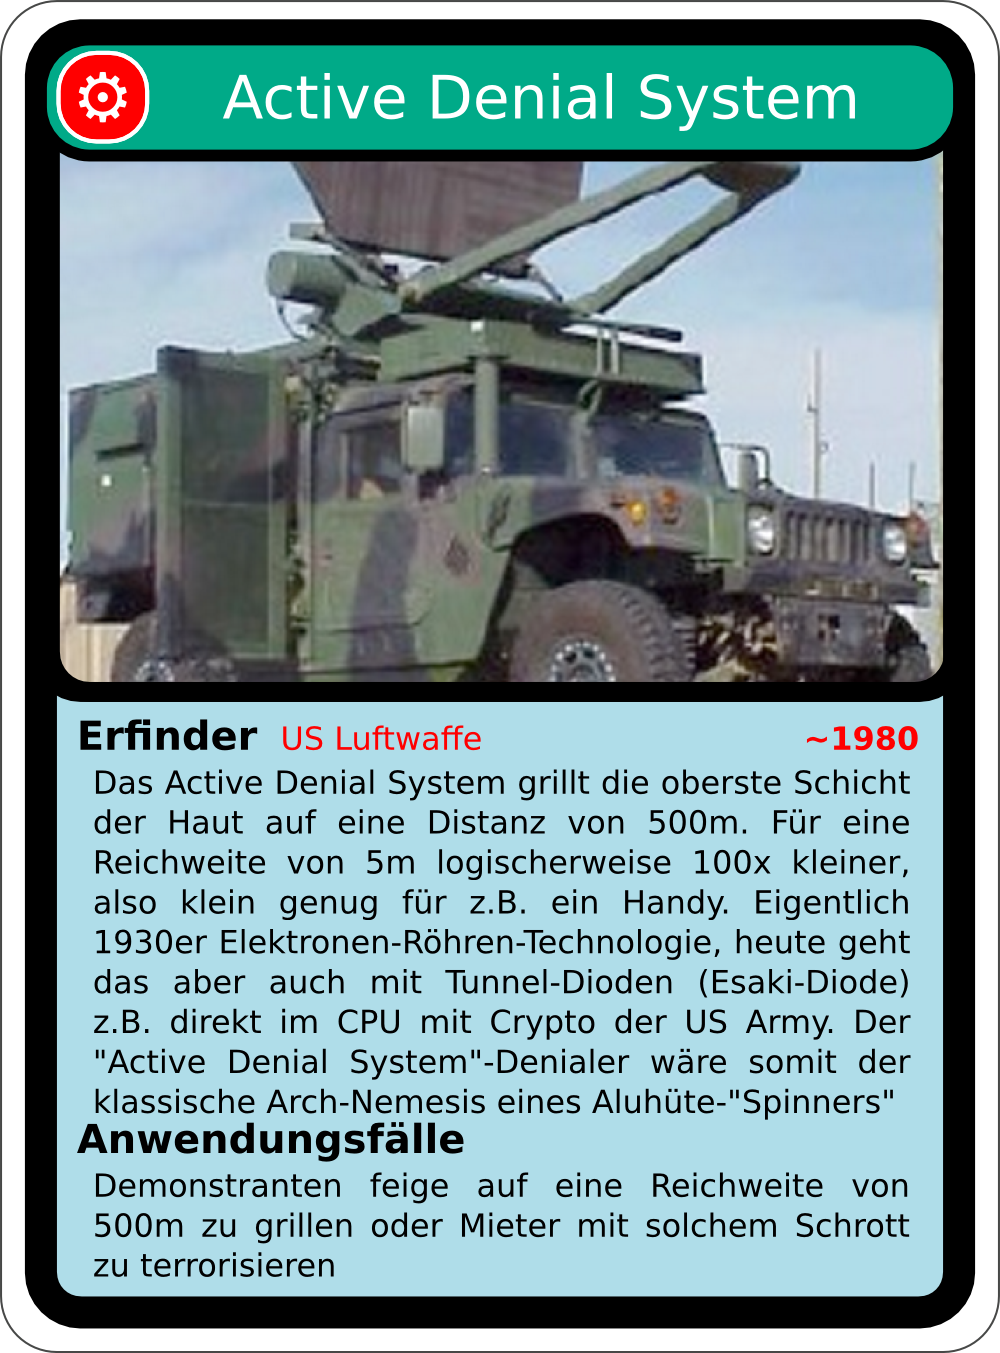 Active Denial System
Erfinder US Luftwaffe ~1980
Das Active Denial System grillt die oberste Schicht
der Haut auf eine Distanz von 500m. Für eine
Reichweite von 5m logischerweise 100x kleiner,
also klein genug für z.B. ein Handy. Eigentlich
1930er Elektronen-Röhren-Technologie, heute geht
das aber auch mit Tunnel-Dioden (Esaki-Diode)
z.B. direkt im CPU mit Crypto der US Army. Der
"Active Denial System"-Denialer wäre somit der
klassische Arch-Nemesis eines Aluhüte-"Spinners"
Anwendungsfälle
Demonstranten feige auf eine Reichweite von
500m zu grillen oder Mieter mit solchem Schrott
zu terrorisieren